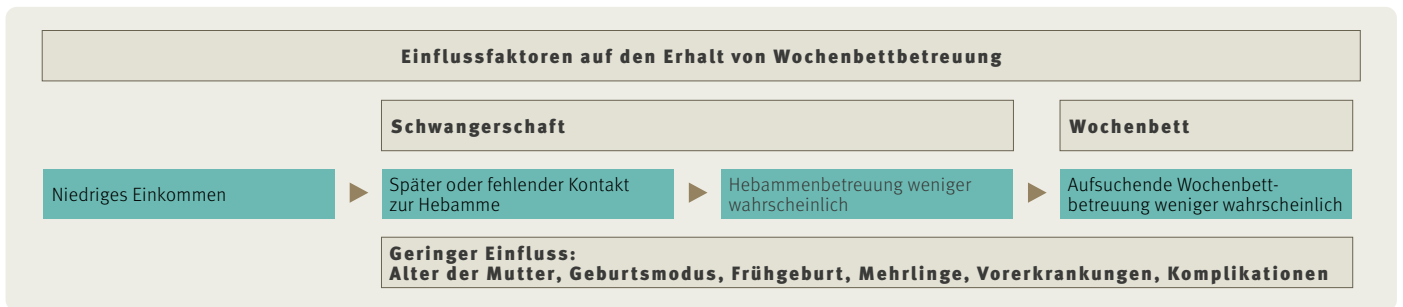 Einflussfaktoren auf den Erhalt von Wochenbettbetreuung
Schwangerschaft
Wochenbett
Niedriges Einkommen
Später oder fehlender Kontakt
zur Hebamme
Hebammenbetreuung weniger
wahrscheinlich
Aufsuchende Wochenbett-
betreuung weniger wahrscheinlich
Geringer Einfluss:
Alter der Mutter, Geburtsmodus, Frühgeburt, Mehrlinge, Vorerkrankungen, Komplikationen